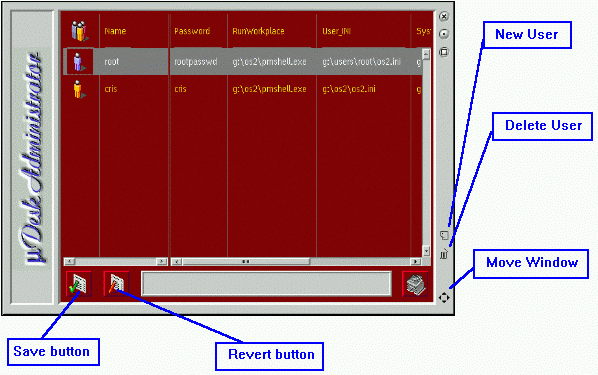 µDesk Administrator
Name Password RunWorkplace User_INI Syst
root rootpasswd g:\os2\pmshell.exe g:\users\root\os2.ini g
cris cris g:\os2\pmshell.exe g:\os2\os2.ini g
New User
Delete User
Move Window
Save button
Revert button